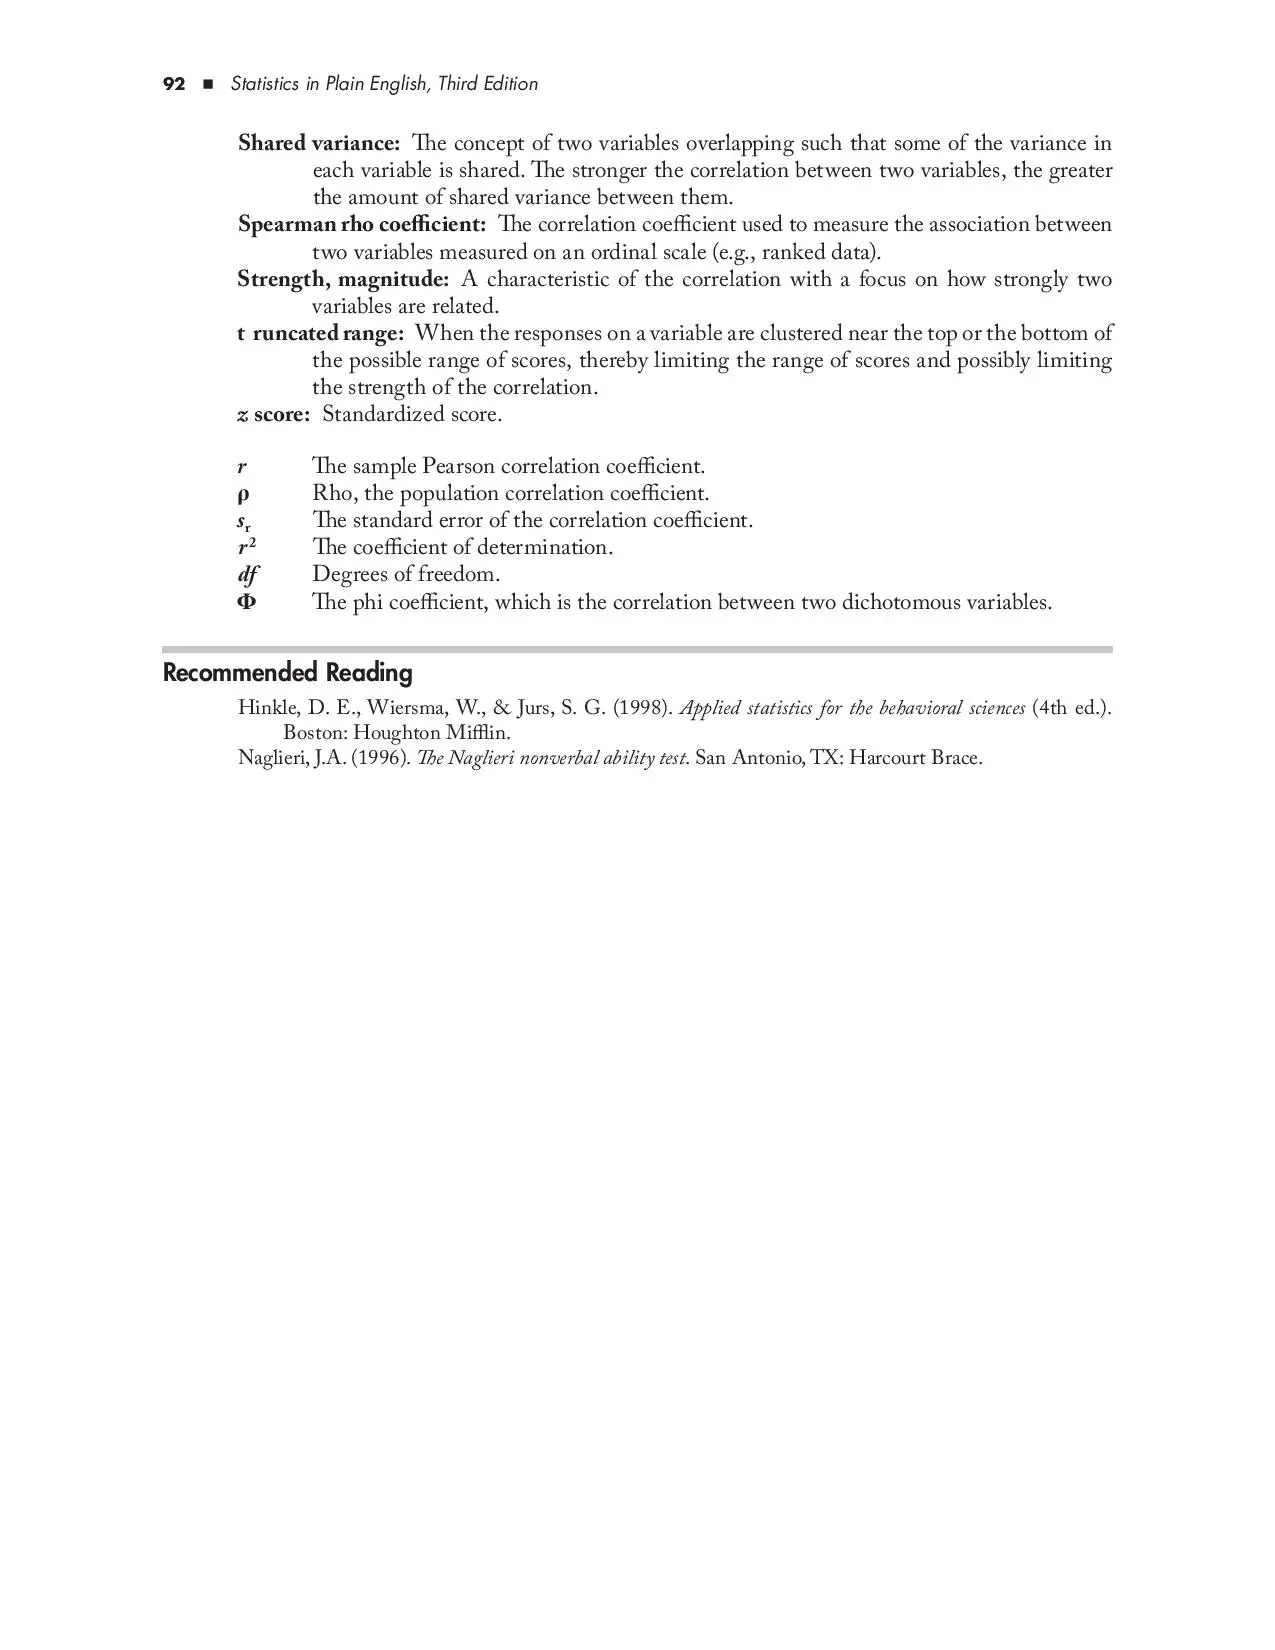 92 ■ Statistics in Plain English, Third Edition
Shared variance: The concept of two variables overlapping such that some of the variance in
each variable is shared. The stronger the correlation between two variables, the greater
the amount of shared variance between them.
Spearman rho coefficient: The correlation coefficient used to measure the association between
two variables measured on an ordinal scale (e.g., ranked data).
Strength, magnitude: A characteristic of the correlation with a focus on how strongly two
variables are related.
t runcated range: When the responses on a variable are clustered near the top or the bottom of
the possible range of scores, thereby limiting the range of scores and possibly limiting
the strength of the correlation.
z score: Standardized score.
r The sample Pearson correlation coefficient.
ρ Rho, the population correlation coefficient.
sr The standard error of the correlation coefficient.
r² The coefficient of determination.
df Degrees of freedom.
Φ The phi coefficient, which is the correlation between two dichotomous variables.
Recommended Reading
Hinkle, D. E., Wiersma, W., & Jurs, S. G. (1998). Applied statistics for the behavioral sciences (4th ed.).
Boston: Houghton Mifflin.
Naglieri, J.A. (1996). The Naglieri nonverbal ability test. San Antonio, TX: Harcourt Brace.